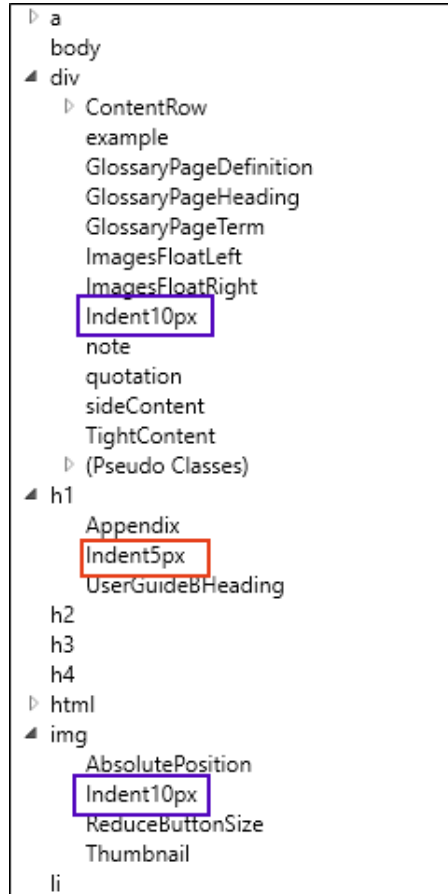 a
body
div
ContentRow
example
GlossaryPageDefinition
GlossaryPageHeading
GlossaryPageTerm
ImagesFloatLeft
ImagesFloatRight
Indent10px
note
quotation
sideContent
TightContent
(Pseudo Classes)
h1
Appendix
Indent5px
UserGuideBHeading
h2
h3
h4
html
img
AbsolutePosition
Indent10px
ReduceButtonSize
Thumbnail
li